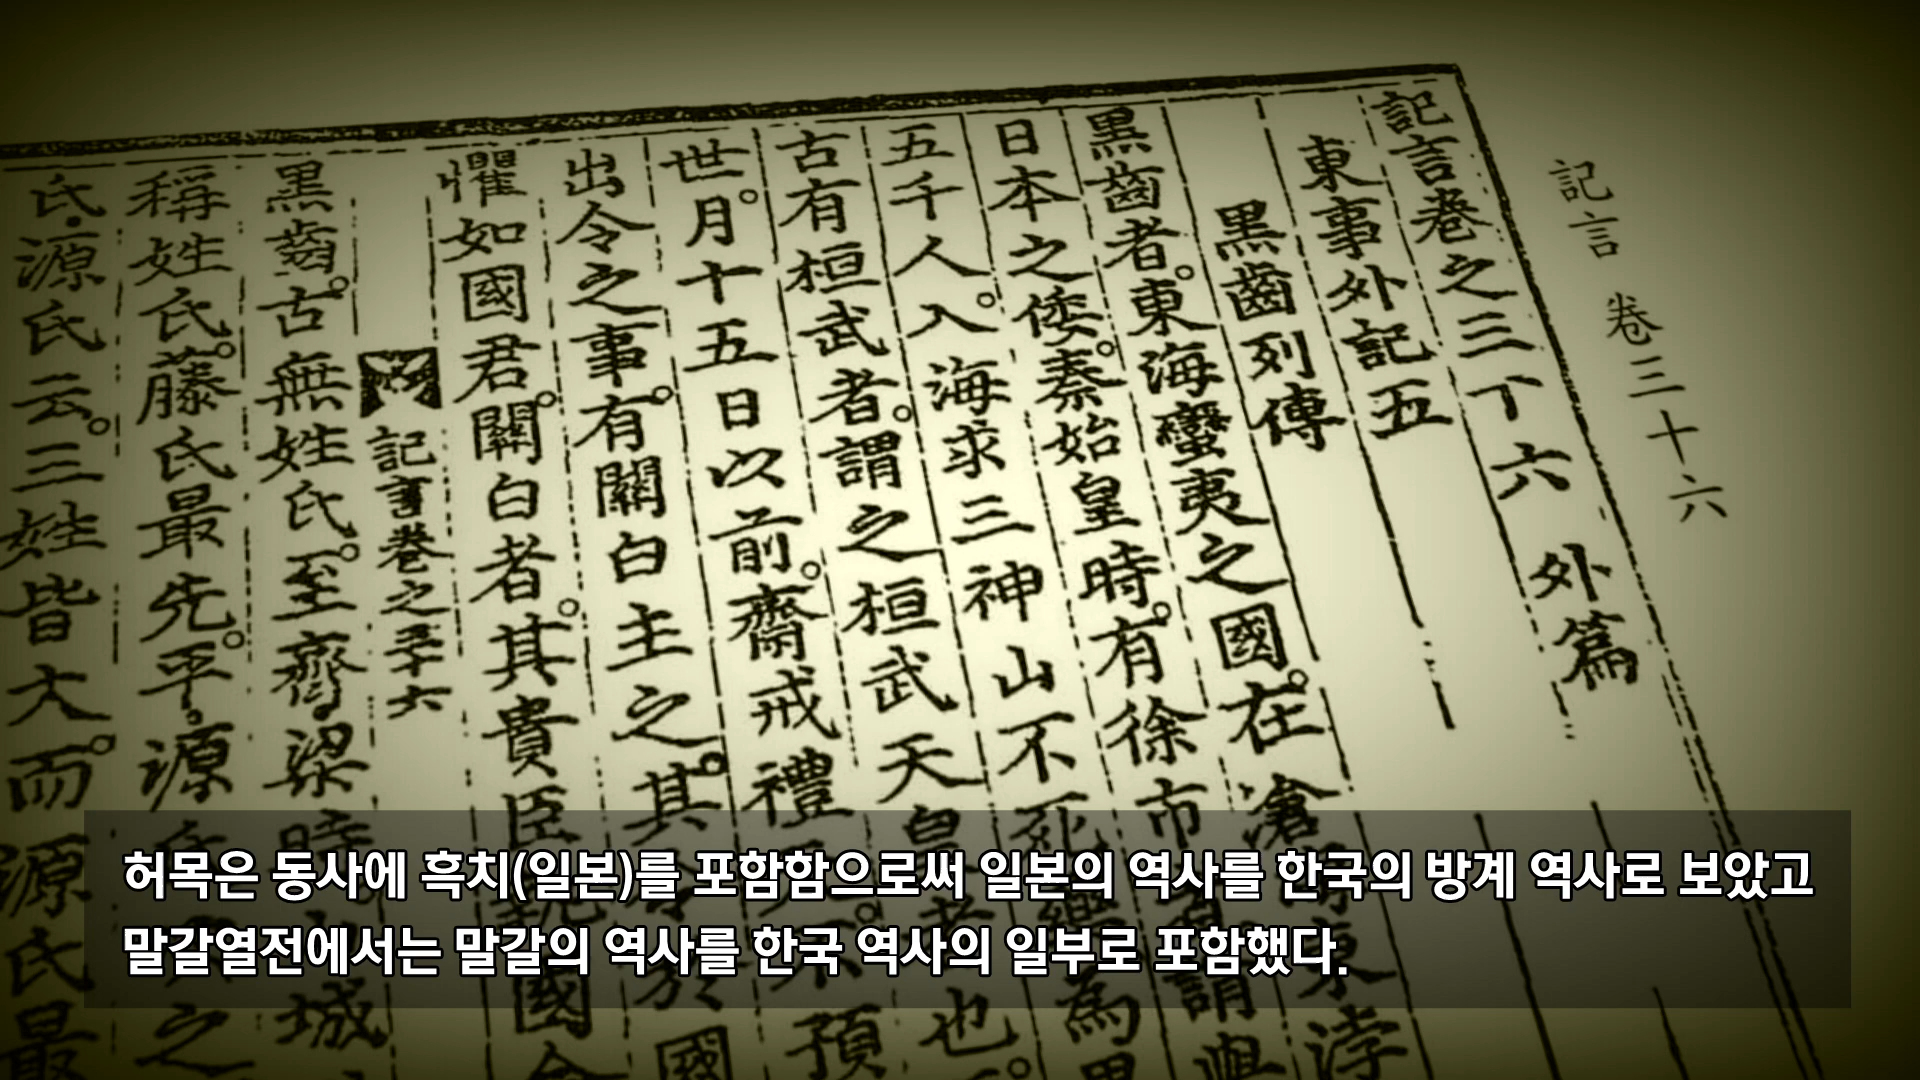 記言 卷三十六
記言卷之三十六 外篇
東事外記五
黑齒列傳
黑齒者東海蠻夷之國在滄
日本之倭秦始皇時有徐市
五千人入海求三神山不死
古有桓武者謂之桓武天皇
世月十五日以前齋戒禮
出令之事有關白主之其
懼如國君關白者其貴臣
記言卷之三十六
黑齒古無姓氏至齊梁時
稱姓氏藤氏最先平源
氏源氏云三姓皆大而源氏最
허목은 동사에 흑치(일본)를 포함함으로써 일본의 역사를 한국의 방계 역사로 보았고
말갈열전에서는 말갈의 역사를 한국 역사의 일부로 포함했다.